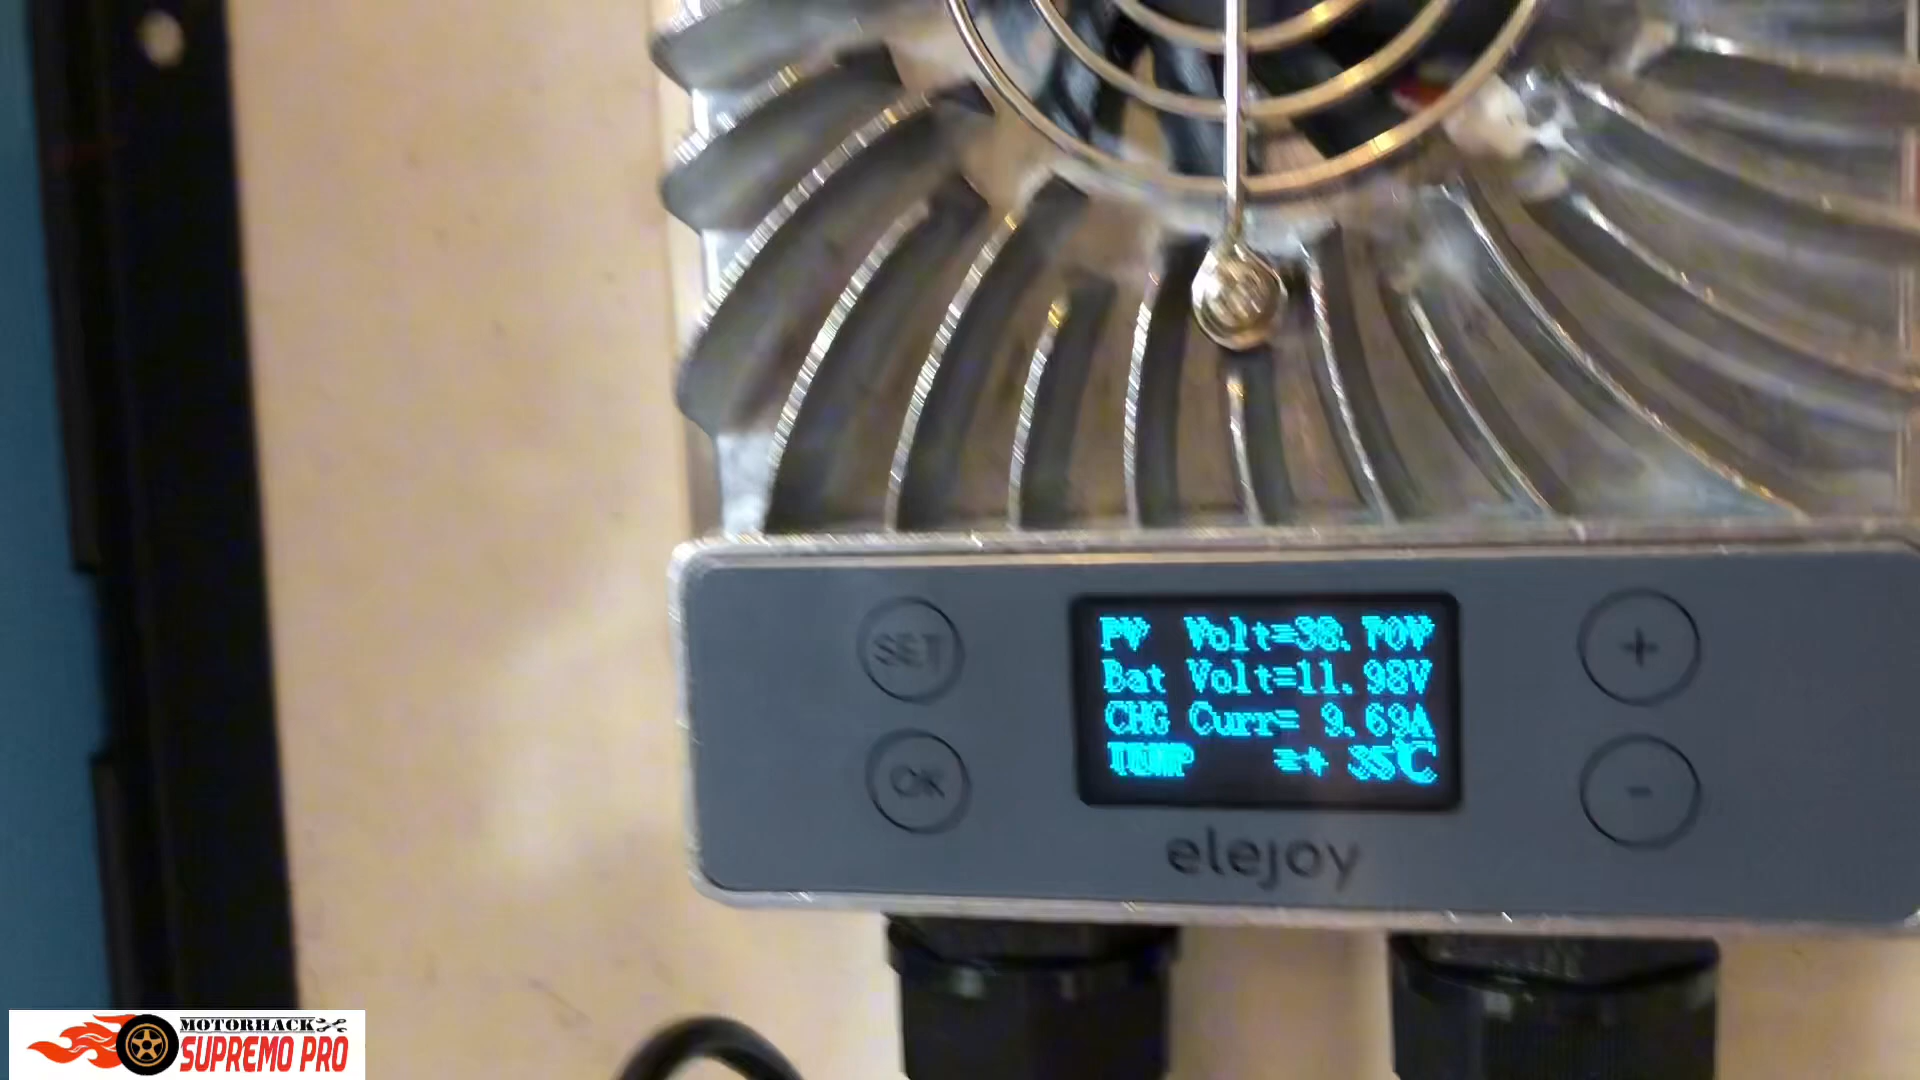 SET
OK
PV Volt=38.70V
Bat Volt=11.98V
CHG Curr= 9.69A
TEMP =+ 35℃
+
-
elejoy
MOTORHACK
SUPREMO PRO